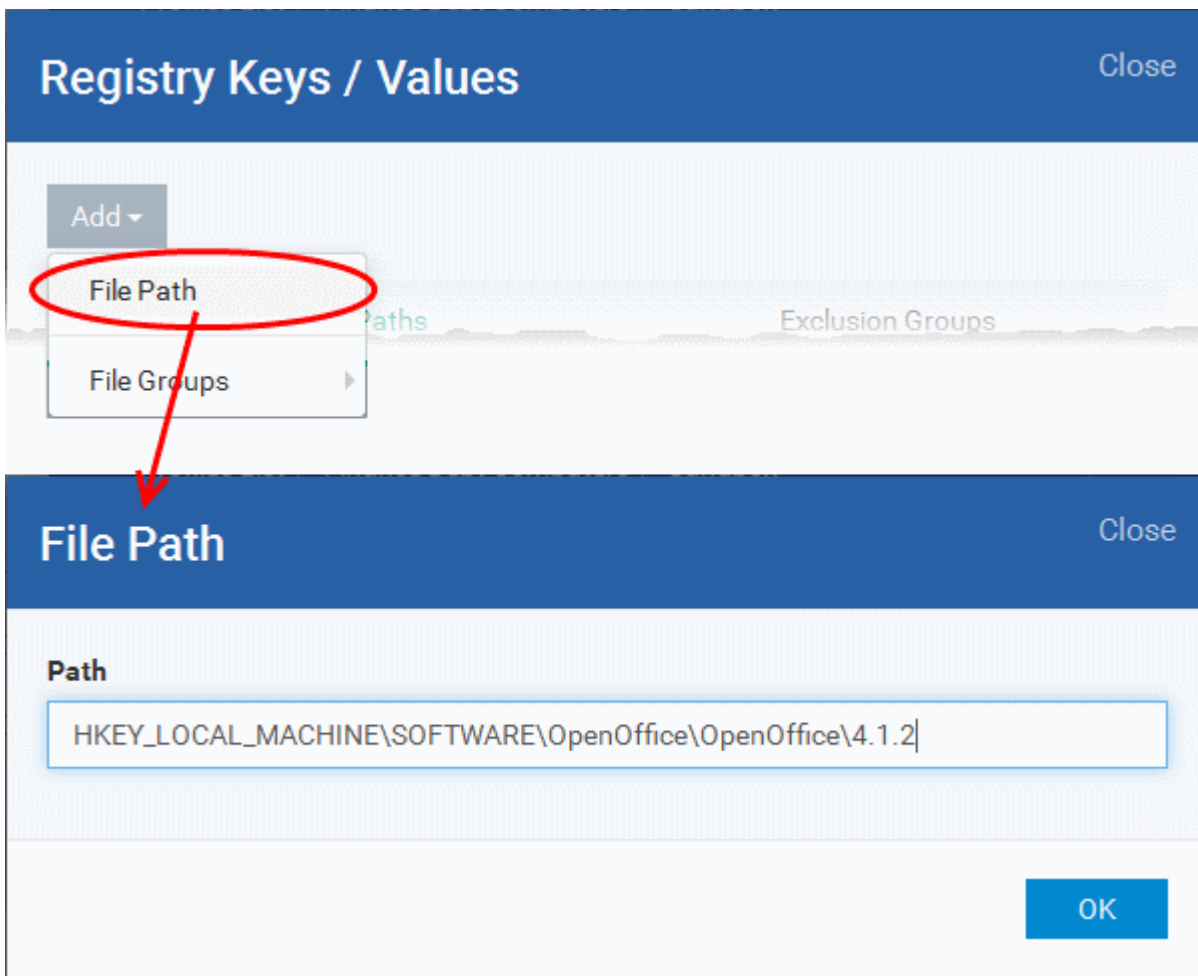 Registry Keys / Values
Close
Add
File Path
Paths
Exclusion Groups
File Groups
File Path
Close
Path
HKEY_LOCAL_MACHINE\SOFTWARE\OpenOffice\OpenOffice\4.1.2
OK